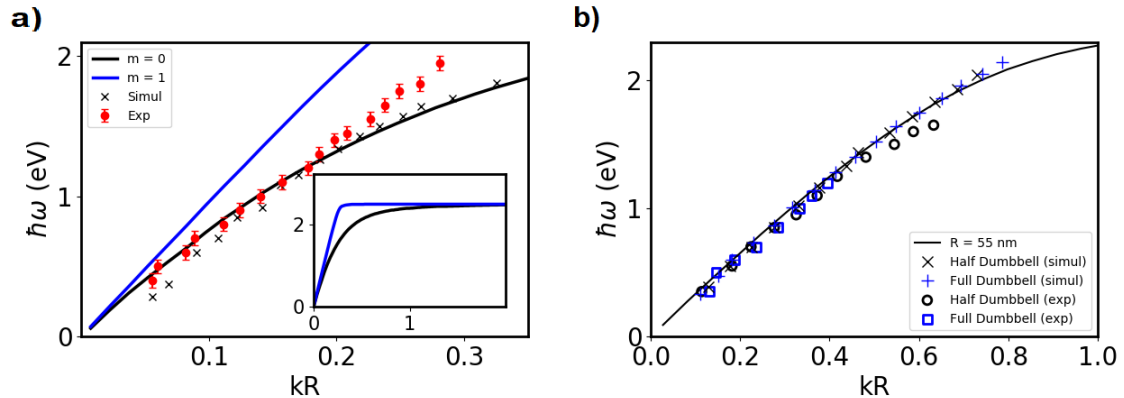 a)
ħω (eV)
2
1
0
0.1
0.2
0.3
kR
m = 0
m = 1
Simul
Exp
2
0
0
1
b)
ħω (eV)
2
1
0
0.0
0.2
0.4
0.6
0.8
1.0
kR
R = 55 nm
Half Dumbbell (simul)
Full Dumbbell (simul)
Half Dumbbell (exp)
Full Dumbbell (exp)